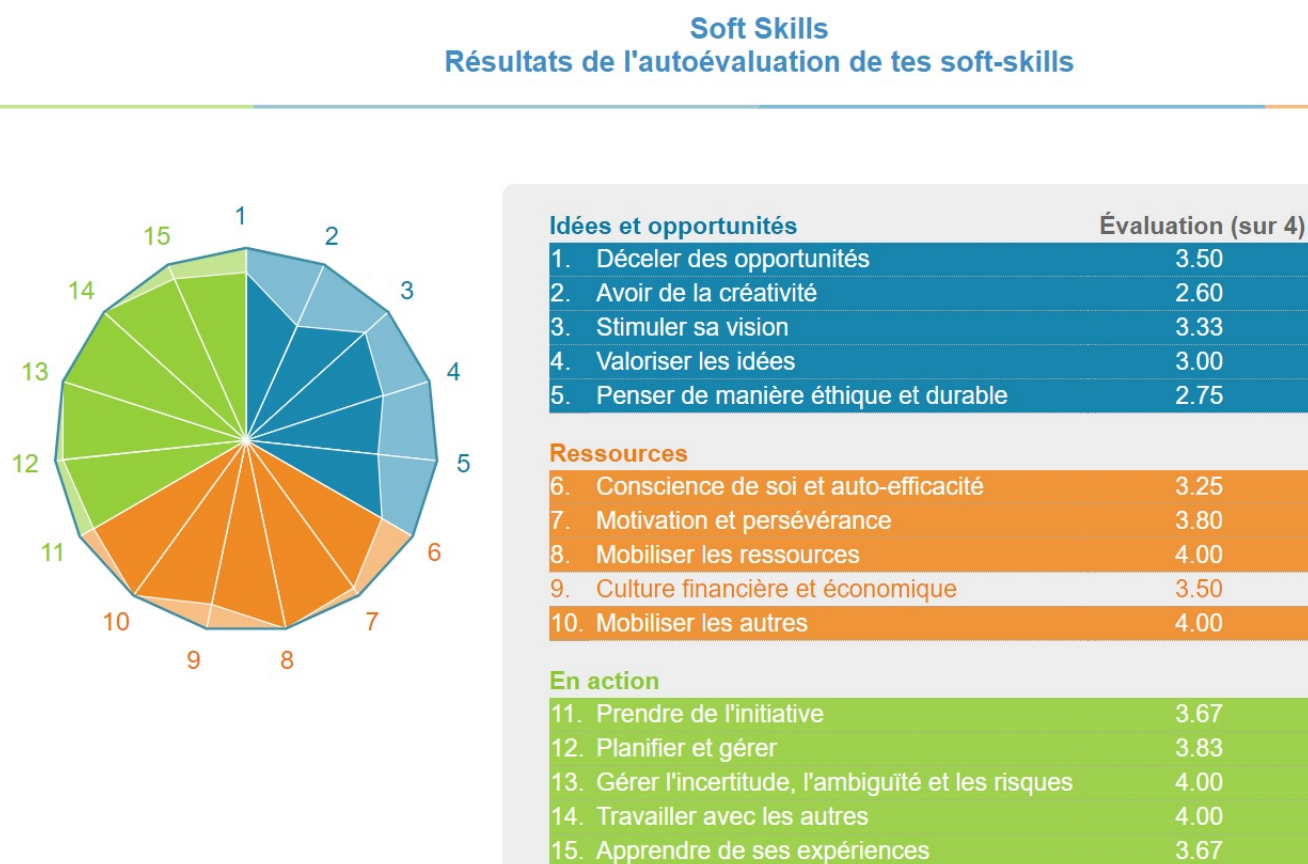 Soft Skills
Résultats de l'autoévaluation de tes soft-skills
1
2
3
4
5
6
7
8
9
10
11
12
13
14
15
Idées et opportunités Évaluation (sur 4)
1. Déceler des opportunités 3.50
2. Avoir de la créativité 2.60
3. Stimuler sa vision 3.33
4. Valoriser les idées 3.00
5. Penser de manière éthique et durable 2.75
Ressources
6. Conscience de soi et auto-efficacité 3.25
7. Motivation et persévérance 3.80
8. Mobiliser les ressources 4.00
9. Culture financière et économique 3.50
10. Mobiliser les autres 4.00
En action
11. Prendre de l'initiative 3.67
12. Planifier et gérer 3.83
13. Gérer l'incertitude, l'ambiguïté et les risques 4.00
14. Travailler avec les autres 4.00
15. Apprendre de ses expériences 3.67